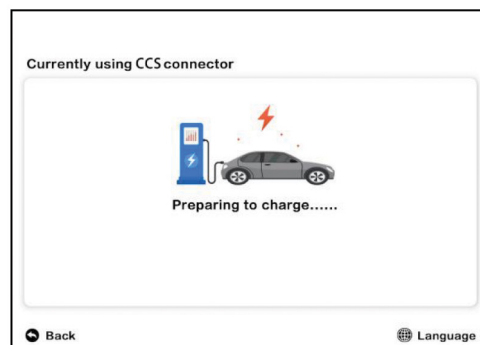 Currently using CCS connector
Preparing to charge......
Back
Language